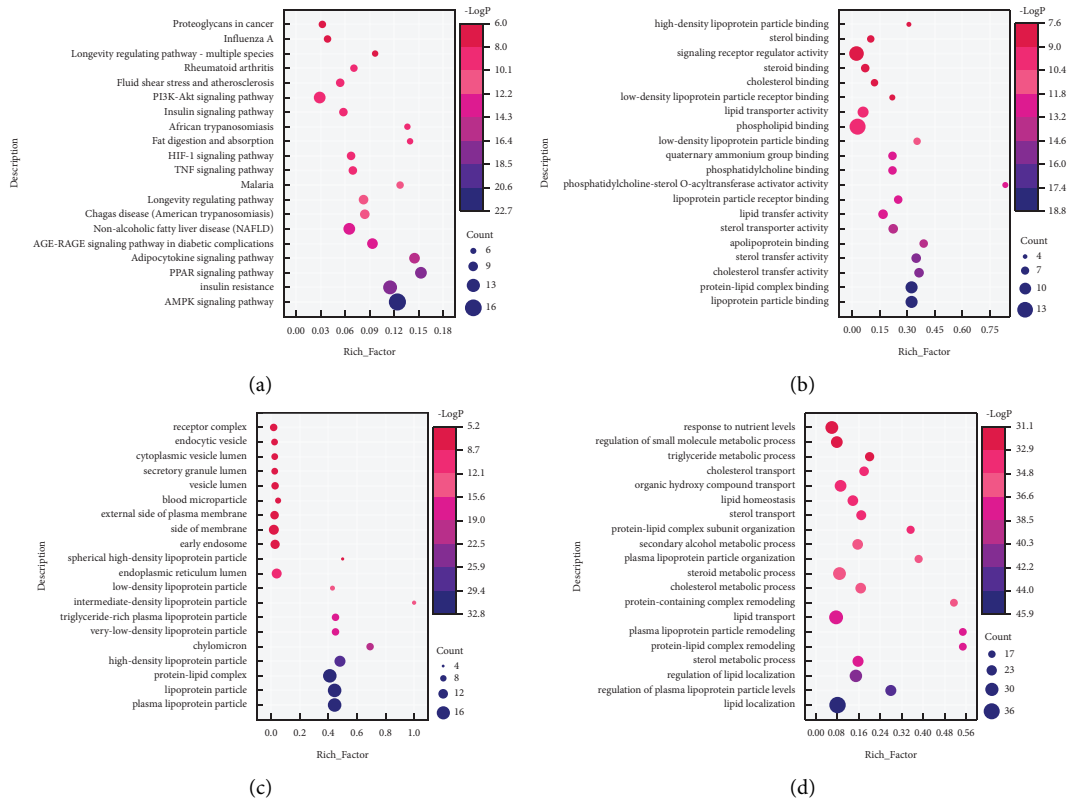 Description
Proteoglycans in cancer
Influenza A
Longevity regulating pathway - multiple species
Rheumatoid arthritis
Fluid shear stress and atherosclerosis
PI3K-Akt signaling pathway
Insulin signaling pathway
African trypanosomiasis
Fat digestion and absorption
HIF-1 signaling pathway
TNF signaling pathway
Malaria
Longevity regulating pathway
Chagas disease (American trypanosomiasis)
Non-alcoholic fatty liver disease (NAFLD)
AGE-RAGE signaling pathway in diabetic complications
Adipocytokine signaling pathway
PPAR signaling pathway
insulin resistance
AMPK signaling pathway
0.00 0.03 0.06 0.09 0.12 0.15 0.18
Rich_Factor
-LogP
6.0
8.0
10.1
12.2
14.3
16.4
18.5
20.6
22.7
Count
6
9
13
16
(a)
Description
high-density lipoprotein particle binding
sterol binding
signaling receptor regulator activity
steroid binding
cholesterol binding
low-density lipoprotein particle receptor binding
lipid transporter activity
phospholipid binding
low-density lipoprotein particle binding
quaternary ammonium group binding
phosphatidylcholine binding
phosphatidylcholine-sterol O-acyltransferase activator activity
lipoprotein particle receptor binding
lipid transfer activity
sterol transporter activity
apolipoprotein binding
sterol transfer activity
cholesterol transfer activity
protein-lipid complex binding
lipoprotein particle binding
0.00 0.15 0.30 0.45 0.60 0.75
Rich_Factor
-LogP
7.6
9.0
10.4
11.8
13.2
14.6
16.0
17.4
18.8
Count
4
7
10
13
(b)
Description
receptor complex
endocytic vesicle
cytoplasmic vesicle lumen
secretory granule lumen
vesicle lumen
blood microparticle
external side of plasma membrane
side of membrane
early endosome
spherical high-density lipoprotein particle
endoplasmic reticulum lumen
low-density lipoprotein particle
intermediate-density lipoprotein particle
triglyceride-rich plasma lipoprotein particle
very-low-density lipoprotein particle
chylomicron
high-density lipoprotein particle
protein-lipid complex
lipoprotein particle
plasma lipoprotein particle
0.0 0.2 0.4 0.6 0.8 1.0
Rich_Factor
-LogP
5.2
8.7
12.1
15.6
19.0
22.5
25.9
29.4
32.8
Count
4
8
12
16
(c)
Description
response to nutrient levels
regulation of small molecule metabolic process
triglyceride metabolic process
cholesterol transport
organic hydroxy compound transport
lipid homeostasis
sterol transport
protein-lipid complex subunit organization
secondary alcohol metabolic process
plasma lipoprotein particle organization
steroid metabolic process
cholesterol metabolic process
protein-containing complex remodeling
lipid transport
plasma lipoprotein particle remodeling
protein-lipid complex remodeling
sterol metabolic process
regulation of lipid localization
regulation of plasma lipoprotein particle levels
lipid localization
0.00 0.08 0.16 0.24 0.32 0.40 0.48 0.56
Rich_Factor
-LogP
31.1
32.9
34.8
36.6
38.5
40.3
42.2
44.0
45.9
Count
17
23
30
36
(d)